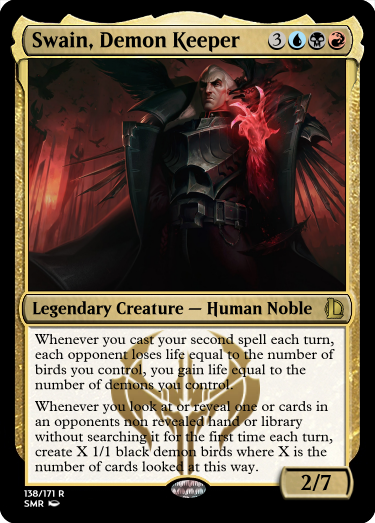 Swain, Demon Keeper 3
Legendary Creature — Human Noble
Whenever you cast your second spell each turn,
each opponent loses life equal to the number of
birds you control, you gain life equal to the
number of demons you control.
Whenever you look at or reveal one or cards in
an opponents non revealed hand or library
without searching it for the first time each turn,
create X 1/1 black demon birds where X is the
number of cards looked at this way.
2/7
138/171 R
SMR